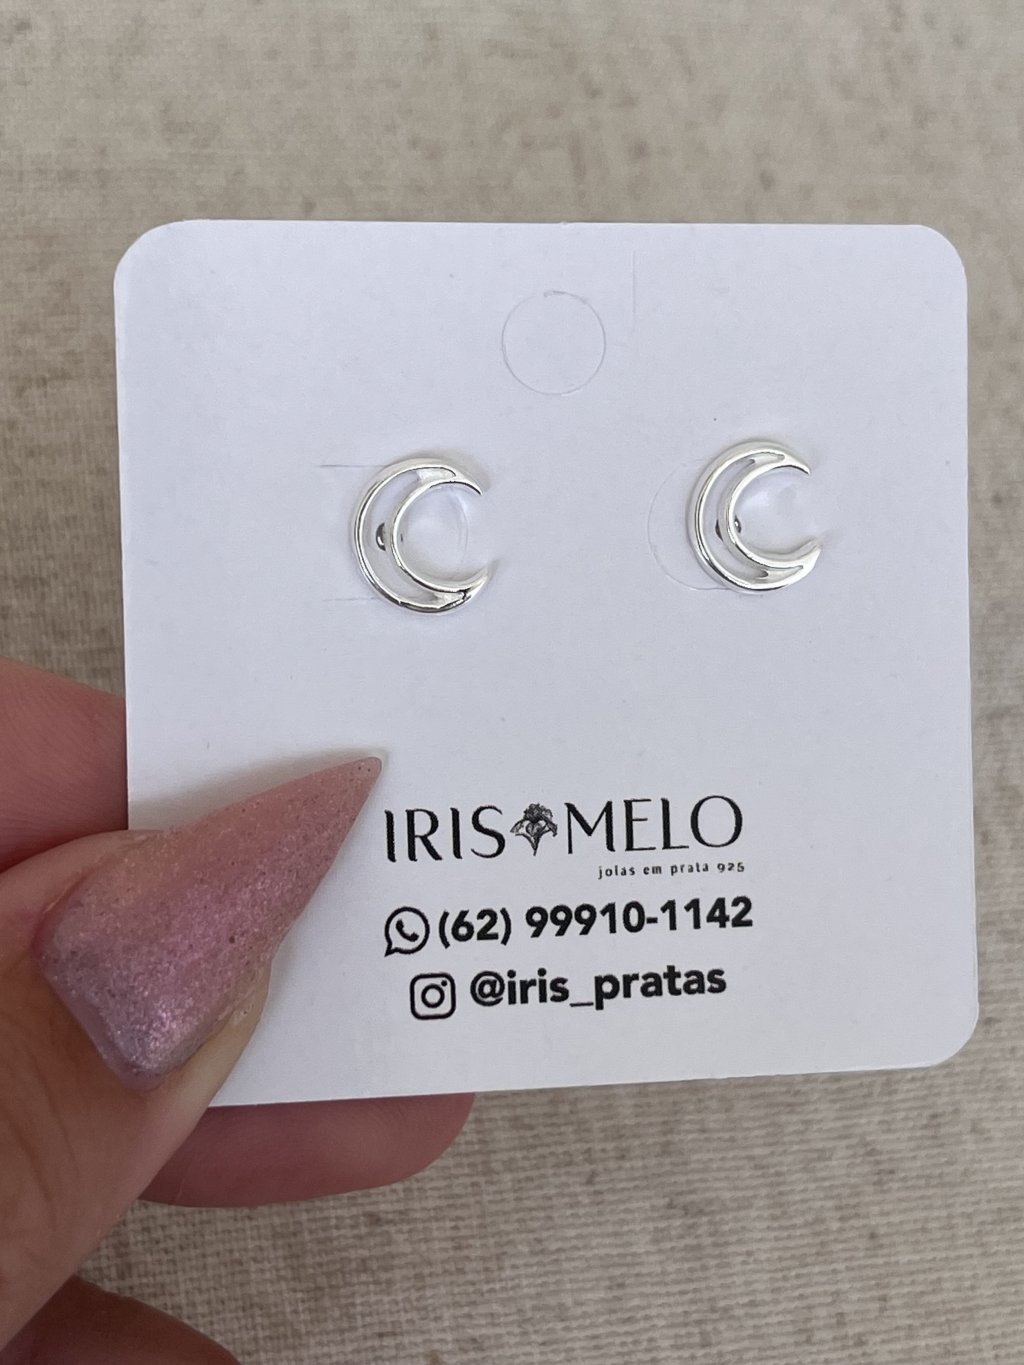 IRIS MELO
joias em prata 925
(62) 99910-1142
@iris_pratas